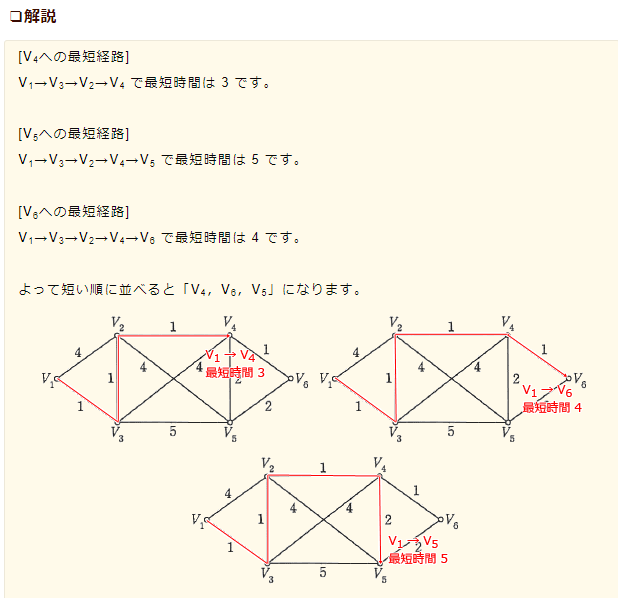 ❏解説
[V₄への最短経路]
V₁→V₃→V₂→V₄ で最短時間は 3 です。
[V₅への最短経路]
V₁→V₃→V₂→V₄→V₅ で最短時間は 5 です。
[V₆への最短経路]
V₁→V₃→V₂→V₄→V₆ で最短時間は 4 です。
よって短い順に並べると「V₄，V₆，V₅」になります。
V₂ 1 V₄
4 4 4 1
V₁ 1 2 V₆
V₁ → V₄
最短時間 3
1 2
V₃ 5 V₅
V₂ 1 V₄
4 4 4 1
V₁ 1 2 V₆
V₁ → V₆
最短時間 4
1
V₃ 5 V₅
V₂ 1 V₄
4 4 4 1
V₁ 1 2 V₆
V₁ → V₅
最短時間 5
1 2
V₃ 5 V₅